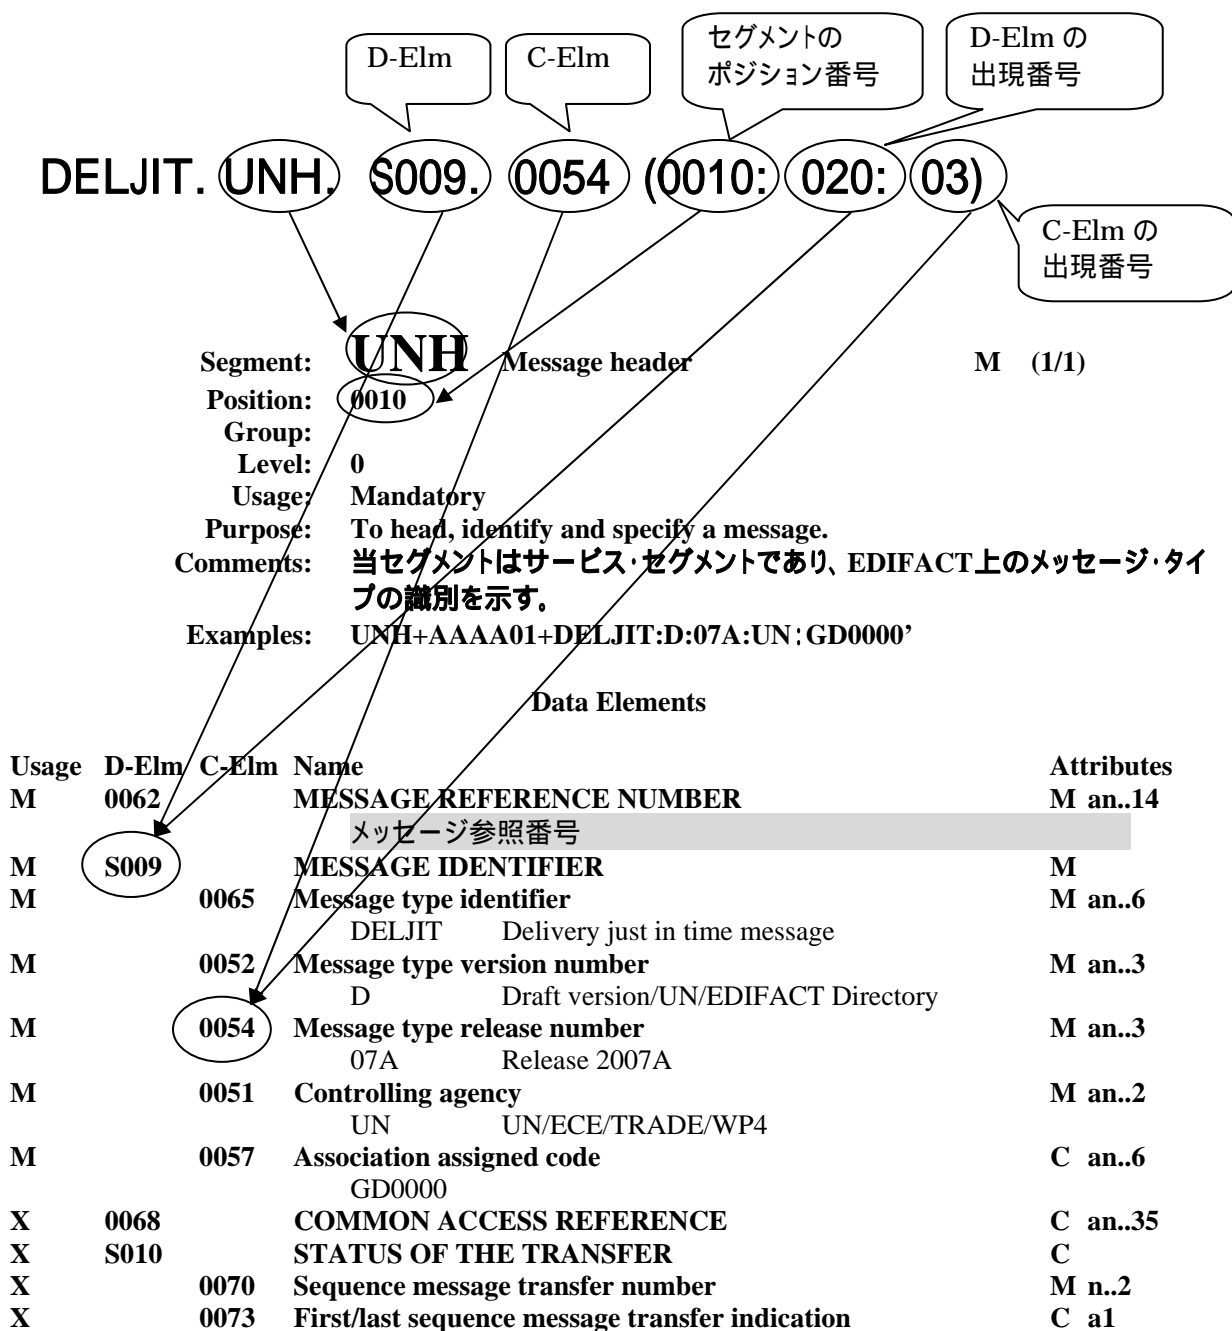 D-Elm
C-Elm
セグメントの
ポジション番号
D-Elm の
出現番号
DELJIT. UNH. S009. 0054 (0010: 020: 03)
C-Elm の
出現番号
Segment: UNH Message header M (1/1)
Position: 0010
Group:
Level: 0
Usage: Mandatory
Purpose: To head, identify and specify a message.
Comments: 当セグメントはサービス・セグメントであり、EDIFACT上のメッセージ・タイ
プの識別を示す。
Examples: UNH+AAAA01+DELJIT:D:07A:UN:GD0000’
Data Elements
Usage D-Elm C-Elm Name Attributes
M 0062 MESSAGE REFERENCE NUMBER M an..14
メッセージ参照番号
M S009 MESSAGE IDENTIFIER M
M 0065 Message type identifier M an..6
DELJIT Delivery just in time message
M 0052 Message type version number M an..3
D Draft version/UN/EDIFACT Directory
M 0054 Message type release number M an..3
07A Release 2007A
M 0051 Controlling agency M an..2
UN UN/ECE/TRADE/WP4
M 0057 Association assigned code C an..6
GD0000
X 0068 COMMON ACCESS REFERENCE C an..35
X S010 STATUS OF THE TRANSFER C
X 0070 Sequence message transfer number M n..2
X 0073 First/last sequence message transfer indication C a1